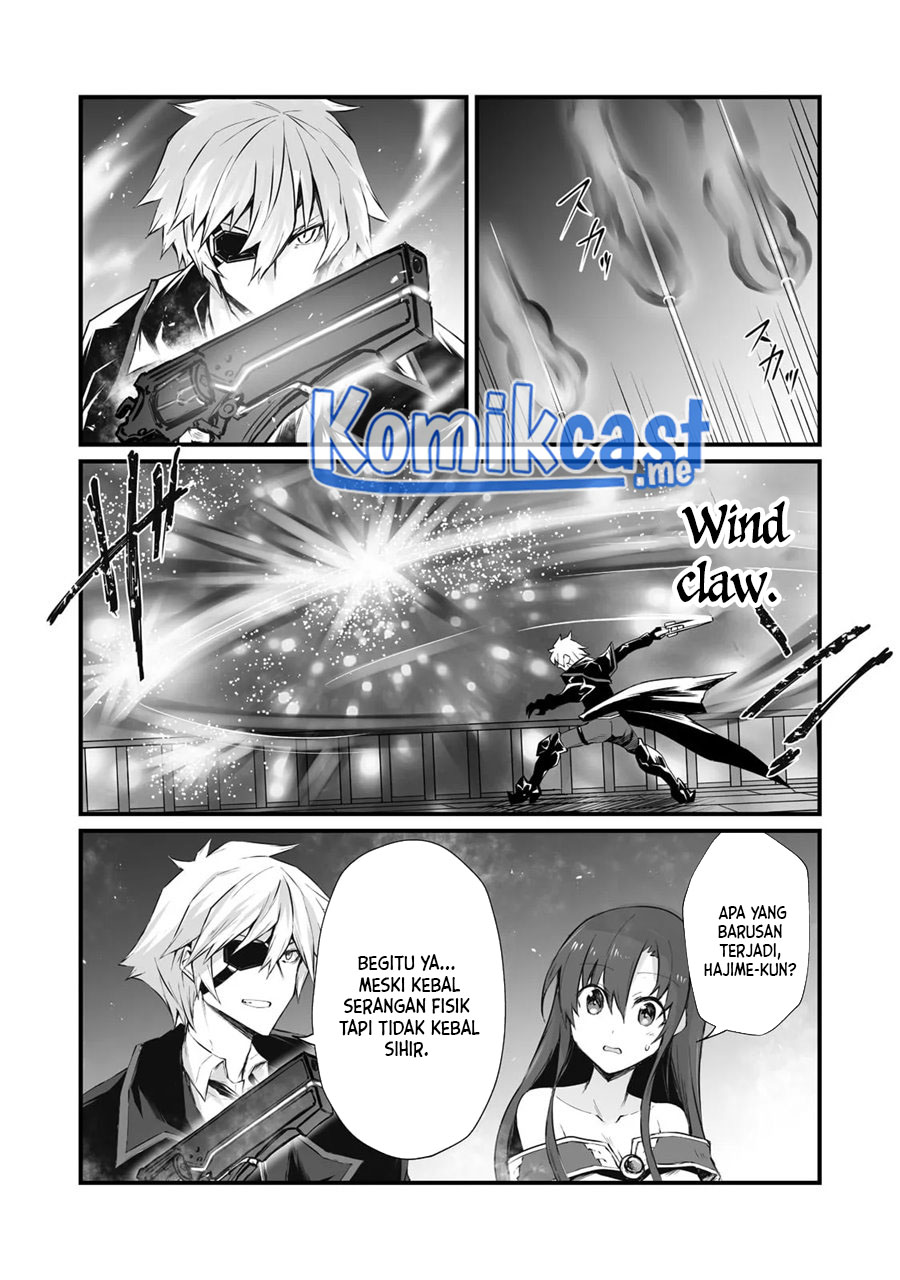 スカッ
スカッ
Komikcast
.me
Wind
claw.
APA YANG
BARUSAN
TERJADI,
HAJIME-KUN?
BEGITU YA...
MESKI KEBAL
SERANGAN FISIK
TAPI TIDAK KEBAL
SIHIR.